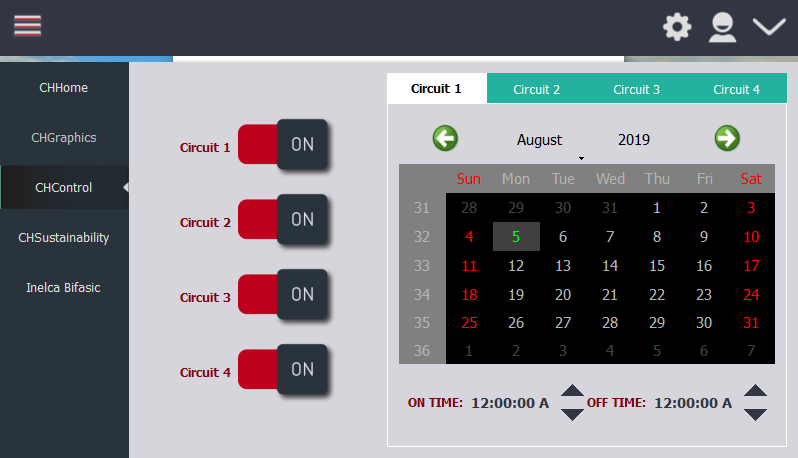 CHHome
CHGraphics
CHControl
CHSustainability
Inelca Bifasic
Circuit 1 ON
Circuit 2 ON
Circuit 3 ON
Circuit 4 ON
Circuit 1 Circuit 2 Circuit 3 Circuit 4
August 2019
Sun Mon Tue Wed Thu Fri Sat
31 28 29 30 31 1 2 3
32 4 5 6 7 8 9 10
33 11 12 13 14 15 16 17
34 18 19 20 21 22 23 24
35 25 26 27 28 29 30 31
36 1 2 3 4 5 6 7
ON TIME: 12:00:00 A OFF TIME: 12:00:00 A